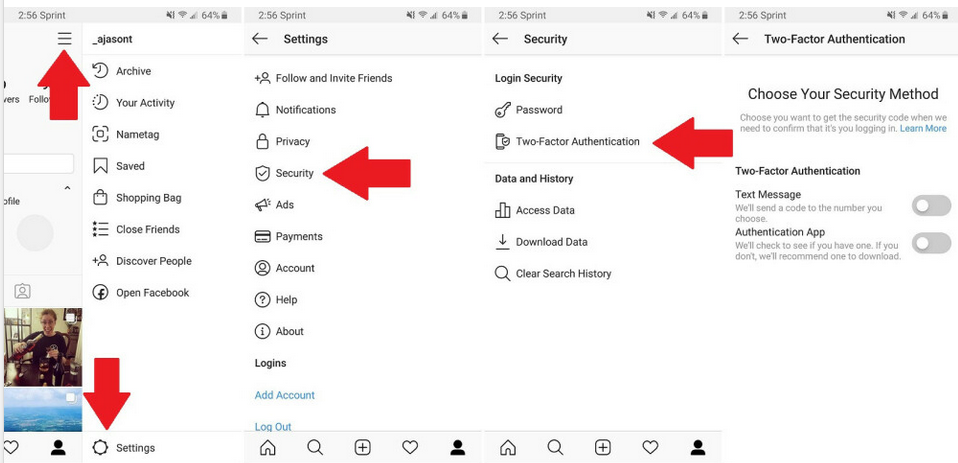 2:56 Sprint
64%
_ajasont
vers
Follo
ofile
Archive
Your Activity
Nametag
Saved
Shopping Bag
Close Friends
Discover People
Open Facebook
Settings
2:56 Sprint
64%
Settings
Follow and Invite Friends
Notifications
Privacy
Security
Ads
Payments
Account
Help
About
Logins
Add Account
Log Out
2:56 Sprint
64%
Security
Login Security
Password
Two-Factor Authentication
Data and History
Access Data
Download Data
Clear Search History
2:56 Sprint
64%
Two-Factor Authentication
Choose Your Security Method
Choose you want to get the security code when we
need to confirm that it's you logging in. Learn More
Two-Factor Authentication
Text Message
We'll send a code to the number you
choose.
Authentication App
We'll check to see if you have one. If you
don't, we'll recommend one to download.